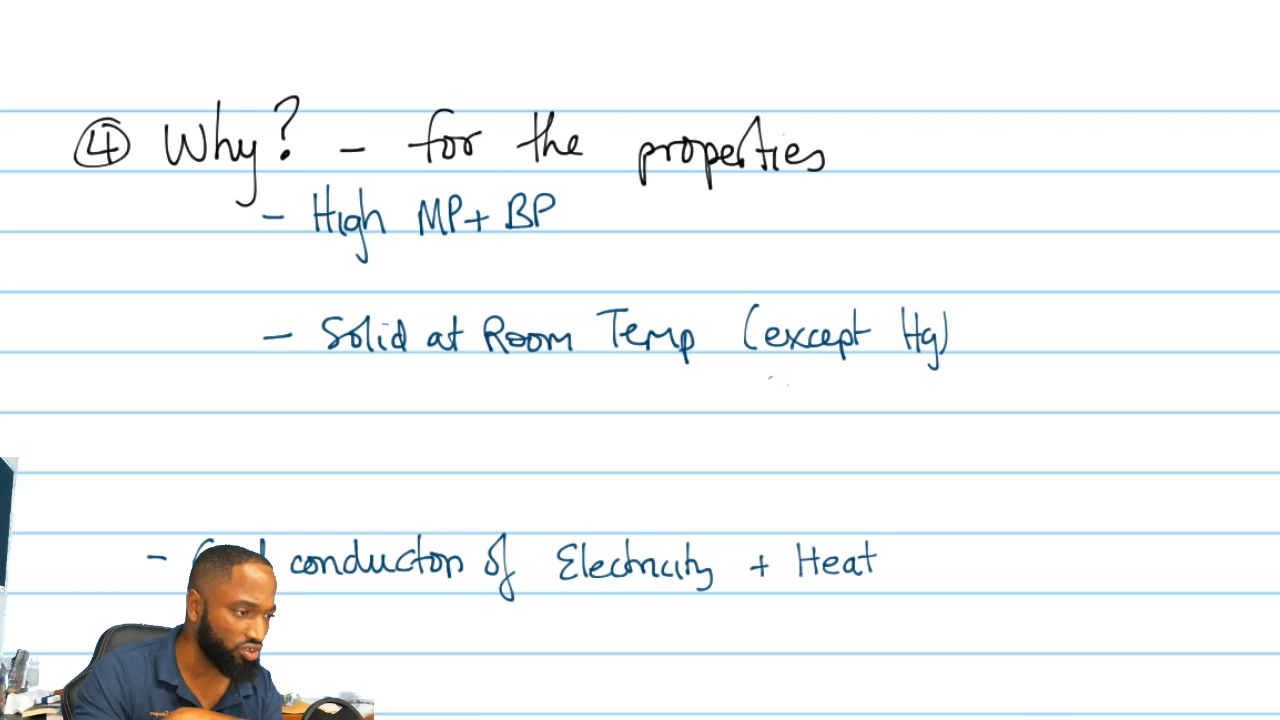 ④ Why? - for the properties
- High MP + BP
- Solid at Room Temp (except Hg)
- conductor of Electricity + Heat